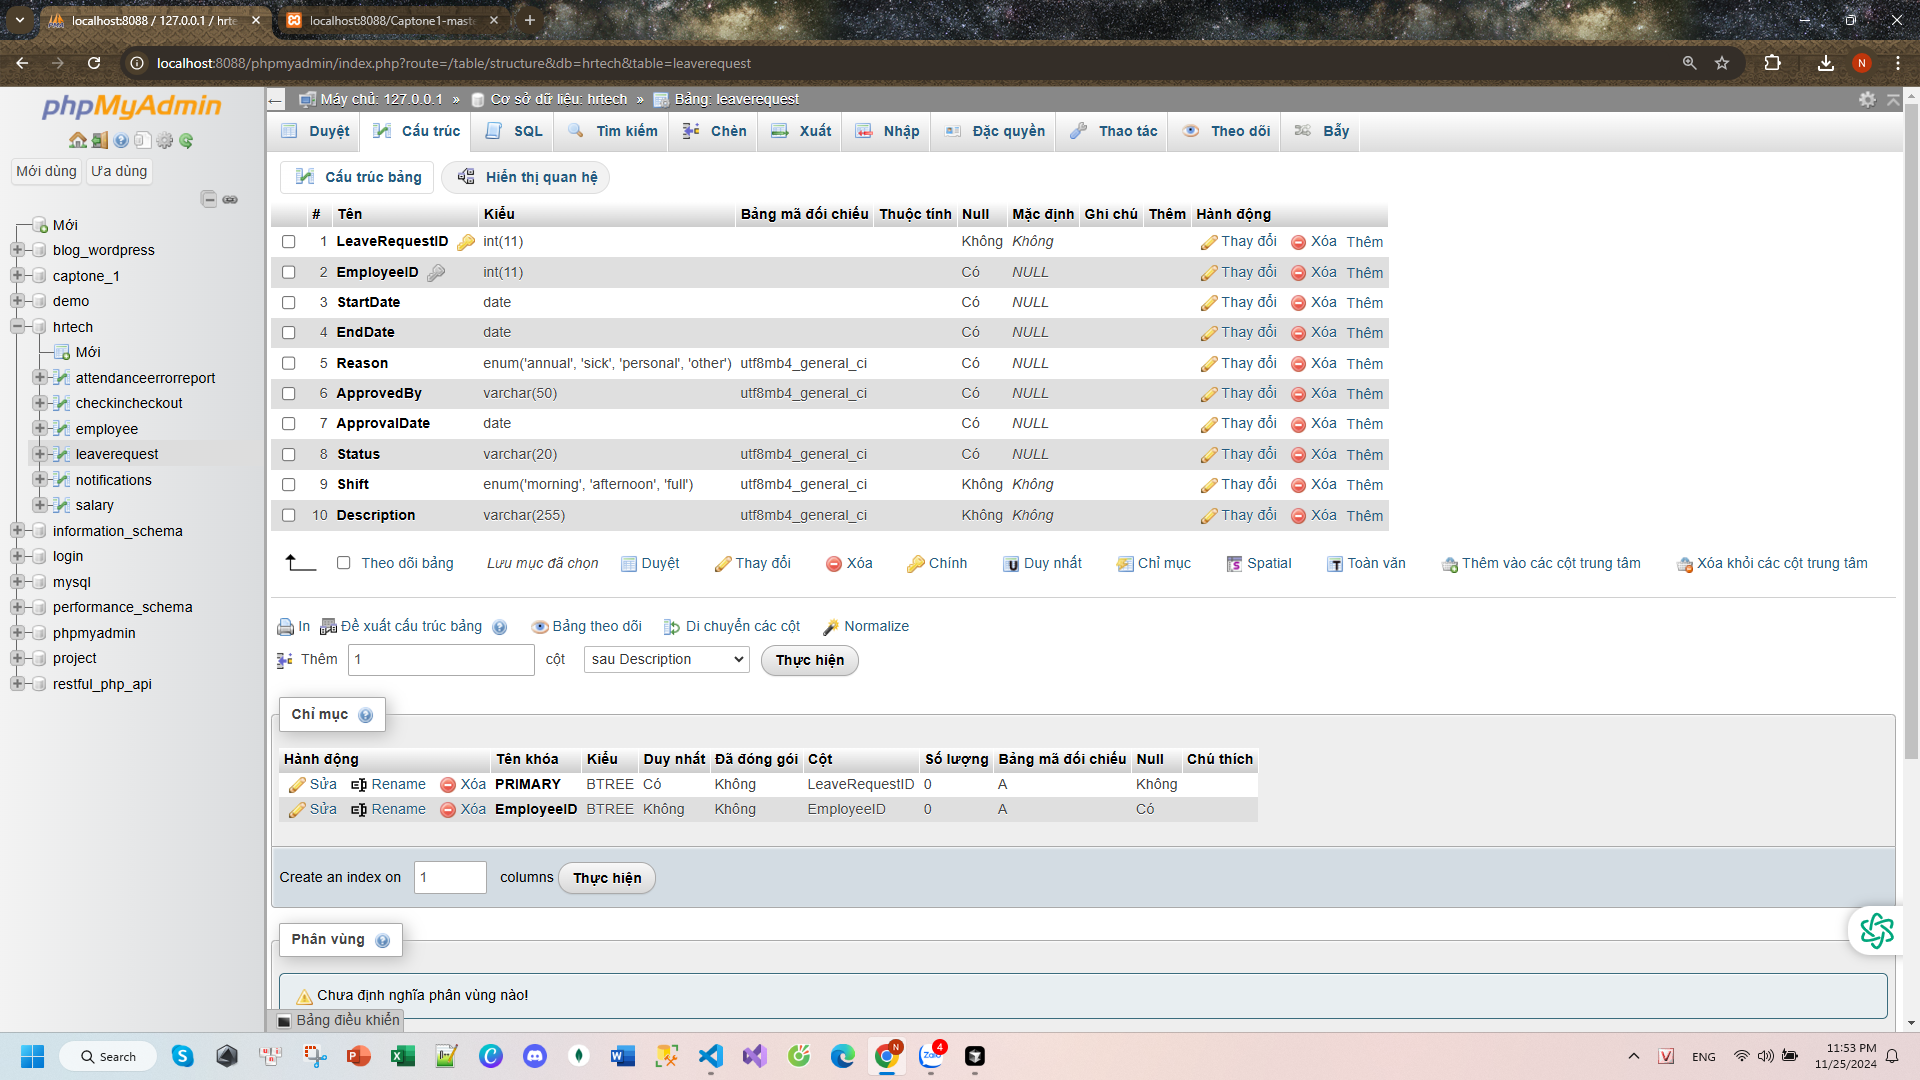 localhost:8088 / 127.0.0.1 / hrte
localhost:8088/Captone1-maste
localhost:8088/phpmyadmin/index.php?route=/table/structure&db=hrtech&table=leaverequest
N
phpMyAdmin
Mới dùng
Ưa dùng
Mới
blog_wordpress
captone_1
demo
hrtech
Mới
attendanceerrorreport
checkincheckout
employee
leaverequest
notifications
salary
information_schema
login
mysql
performance_schema
phpmyadmin
project
restful_php_api
Máy chủ: 127.0.0.1 » Cơ sở dữ liệu: hrtech » Bảng: leaverequest
Duyệt Cấu trúc SQL Tìm kiếm Chèn Xuất Nhập Đặc quyền Thao tác Theo dõi Bẫy
Cấu trúc bảng Hiển thị quan hệ
# Tên Kiểu Bảng mã đối chiếu Thuộc tính Null Mặc định Ghi chú Thêm Hành động
1 LeaveRequestID int(11) Không Không Thay đổi Xóa Thêm
2 EmployeeID int(11) Có NULL Thay đổi Xóa Thêm
3 StartDate date Có NULL Thay đổi Xóa Thêm
4 EndDate date Có NULL Thay đổi Xóa Thêm
5 Reason enum('annual', 'sick', 'personal', 'other') utf8mb4_general_ci Có NULL Thay đổi Xóa Thêm
6 ApprovedBy varchar(50) utf8mb4_general_ci Có NULL Thay đổi Xóa Thêm
7 ApprovalDate date Có NULL Thay đổi Xóa Thêm
8 Status varchar(20) utf8mb4_general_ci Có NULL Thay đổi Xóa Thêm
9 Shift enum('morning', 'afternoon', 'full') utf8mb4_general_ci Không Không Thay đổi Xóa Thêm
10 Description varchar(255) utf8mb4_general_ci Không Không Thay đổi Xóa Thêm
Theo dõi bảng Lưu mục đã chọn Duyệt Thay đổi Xóa Chính Duy nhất Chỉ mục Spatial Toàn văn Thêm vào các cột trung tâm Xóa khỏi các cột trung tâm
In Đề xuất cấu trúc bảng Bảng theo dõi Di chuyển các cột Normalize
Thêm 1 cột sau Description Thực hiện
Chỉ mục
Hành động Tên khóa Kiểu Duy nhất Đã đóng gói Cột Số lượng Bảng mã đối chiếu Null Chú thích
Sửa Rename Xóa PRIMARY BTREE Có Không LeaveRequestID 0 A Không
Sửa Rename Xóa EmployeeID BTREE Không Không EmployeeID 0 A Có
Create an index on 1 columns Thực hiện
Phân vùng
Chưa định nghĩa phân vùng nào!
Bảng điều khiển
Search
N
Zalo
4
V
ENG
11:53 PM
11/25/2024